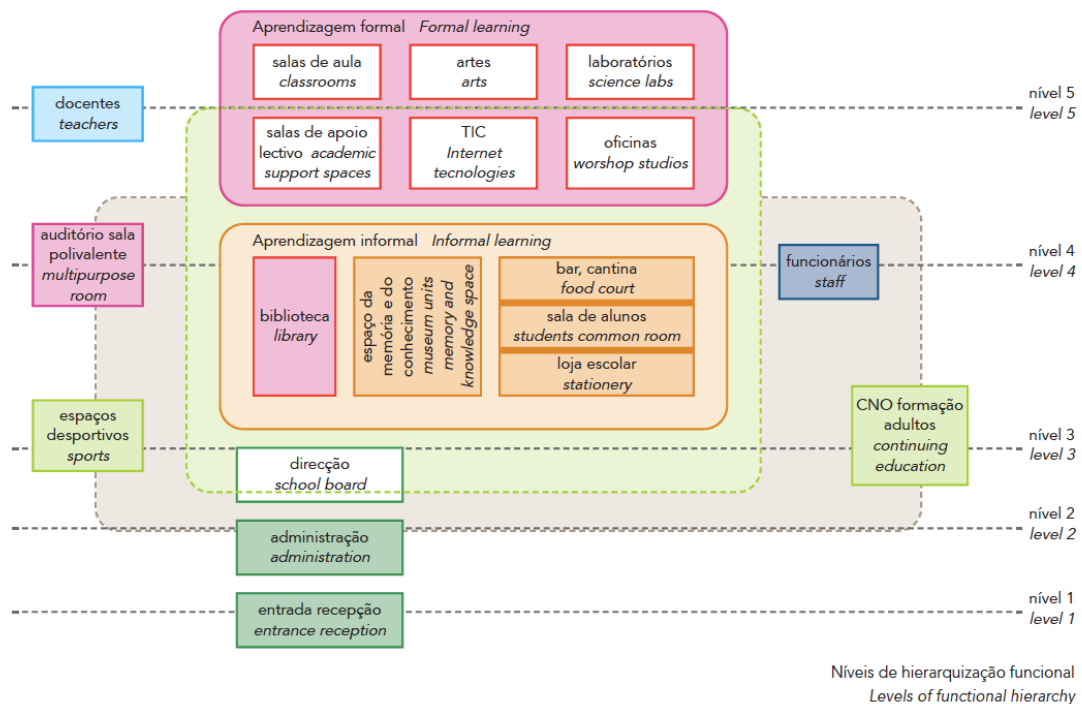 Aprendizagem formal Formal learning
salas de aula
classrooms
artes
arts
laboratórios
science labs
docentes
teachers
nível 5
level 5
salas de apoio
lectivo academic
support spaces
TIC
Internet
tecnologies
oficinas
worshop studios
auditório sala
polivalente
multipurpose
room
Aprendizagem informal Informal learning
nível 4
level 4
funcionários
staff
biblioteca
library
espaço da
memória e do
conhecimento
museum units
memory and
knowledge space
bar, cantina
food court
sala de alunos
students common room
loja escolar
stationery
espaços
desportivos
sports
CNO formação
adultos
continuing
education
nível 3
level 3
direcção
school board
nível 2
level 2
administração
administration
nível 1
level 1
entrada recepção
entrance reception
Níveis de hierarquização funcional
Levels of functional hierarchy